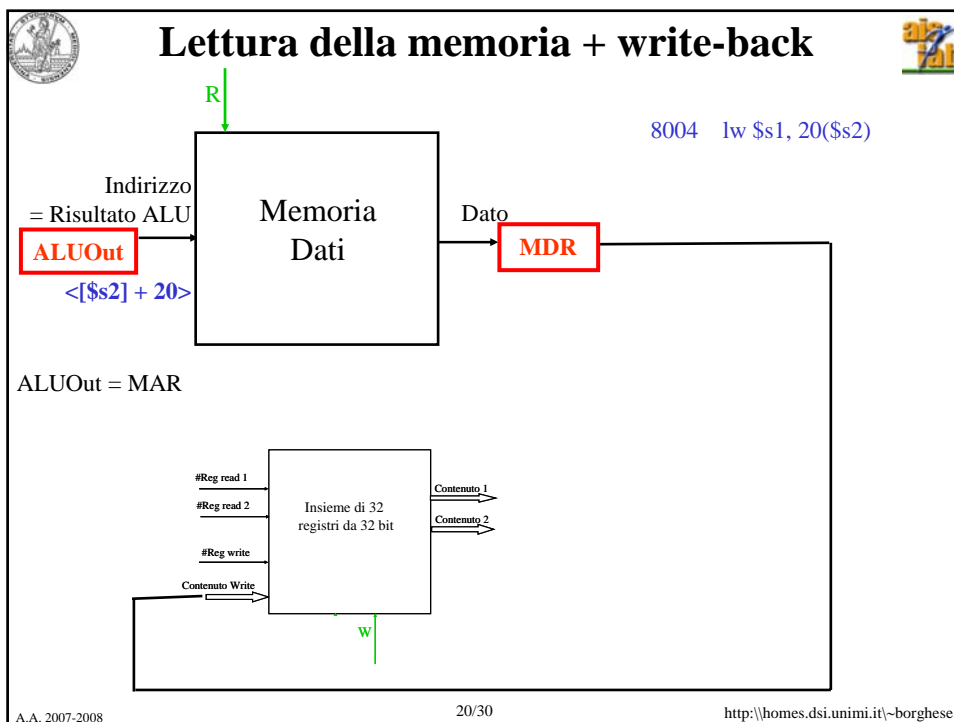 Lettura della memoria + write-back
R
8004 lw $s1, 20($s2)
Indirizzo
= Risultato ALU
ALUOut
<[$s2] + 20>
Memoria
Dati
Dato
MDR
ALUOut = MAR
#Reg read 1
#Reg read 2
#Reg write
Contenuto Write
Insieme di 32
registri da 32 bit
Contenuto 1
Contenuto 2
W
A.A. 2007-2008
20/30
http:\\homes.dsi.unimi.it\~borghese